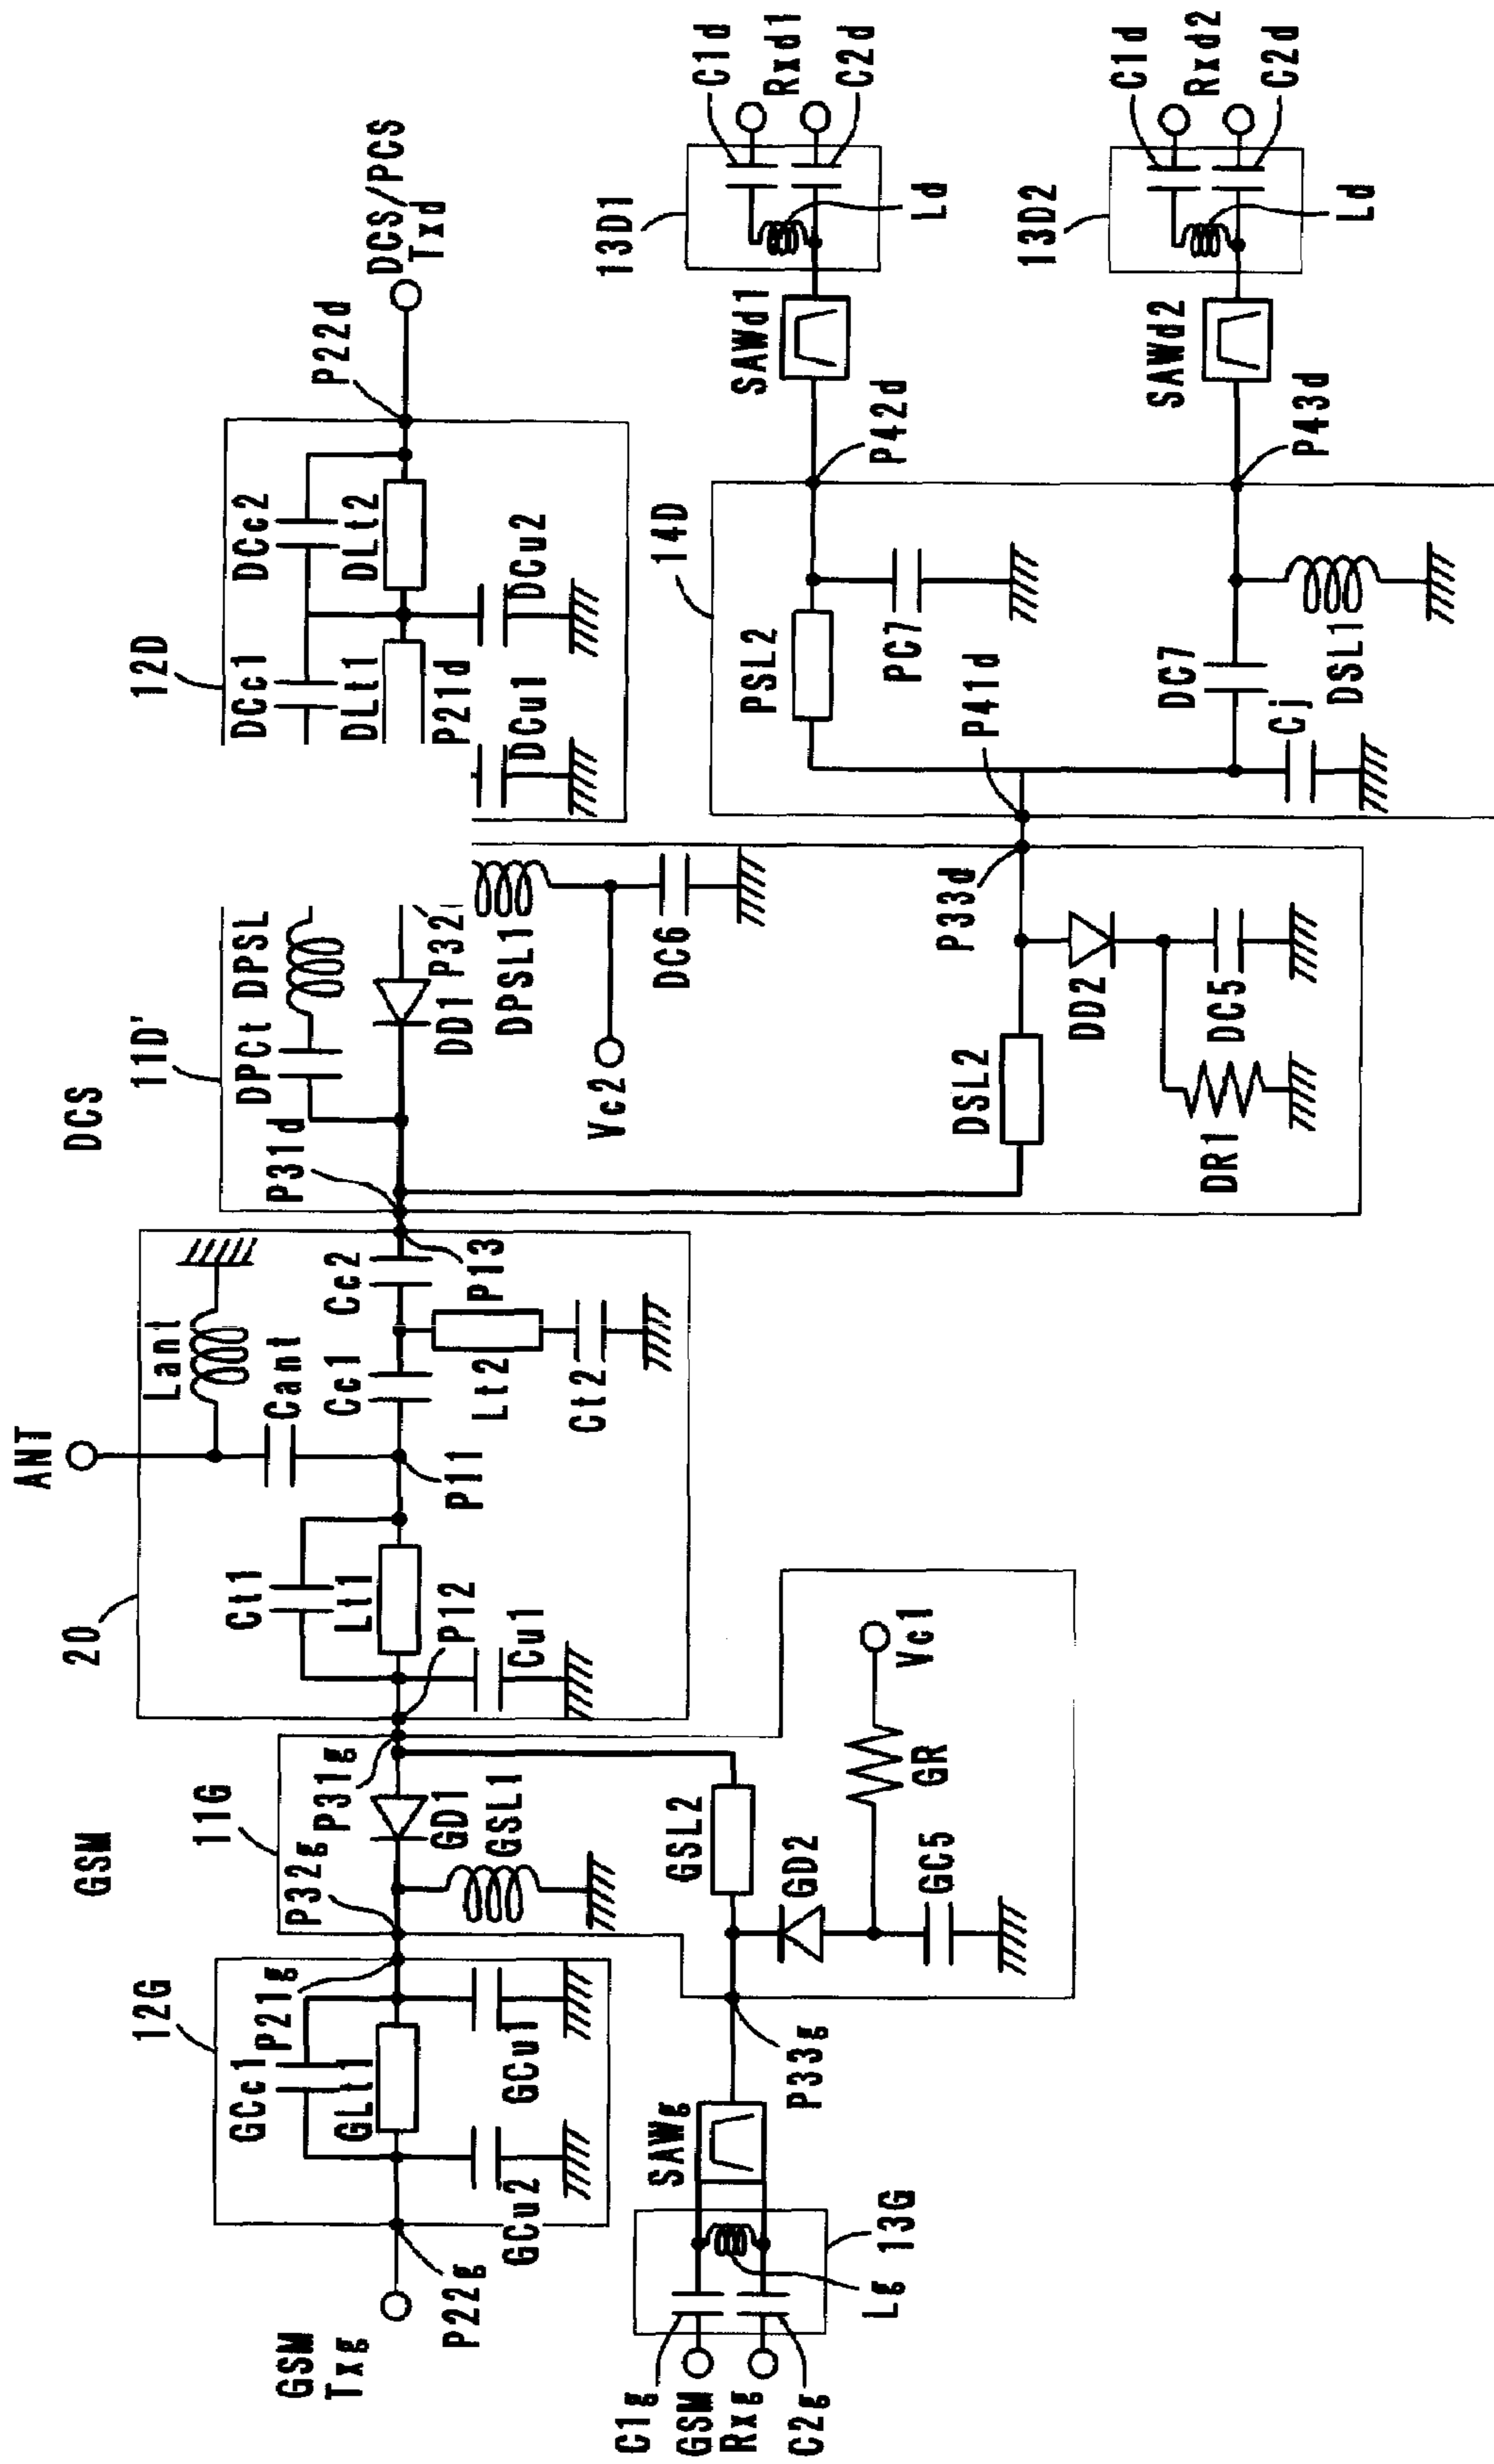 ANT
GSM
DCS
20
Lant
Cant
Ct1
Lt1
Cc1
Cc2
P11
P12
P13
Cu1
Lt2
Ct2
12G
GCc1
P21g
GLt1
GCu1
GCu2
P22g
GSM
Txg
11G
P32g
P31g
GD1
GSL1
GSL2
GD2
GR
Vc1
GC5
P33g
SAWg
13G
Lg
C1g
GSM
Rxg
C2g
11D'
P31d
DPCt
DPSL
DD1
P32
DPSL1
Vc2
DC6
DSL2
P33d
DD2
DC5
DR1
12D
DCc1
DCc2
DLt1
DLt2
P21d
DCu1
DCu2
P22d
DCS/PCS
Txd
14D
P41d
PSL2
PC7
DC7
Cj
DSL1
P42d
P43d
SAWd1
SAWd2
13D1
Ld
C1d
Rxd1
C2d
13D2
Ld
C1d
Rxd2
C2d